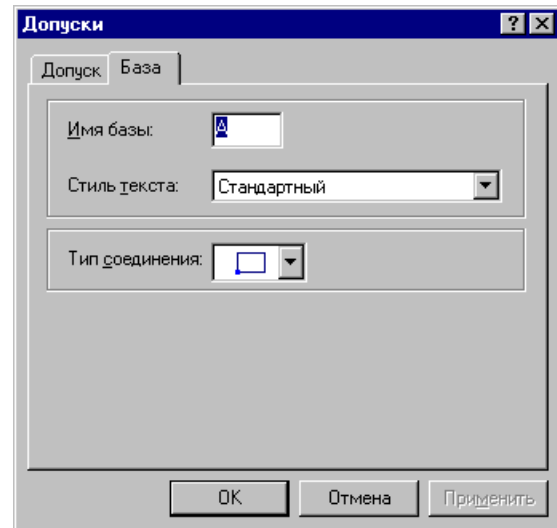 Допуски
Допуск База
Имя базы: А
Стиль текста: Стандартный
Тип соединения:
OK Отмена Применить